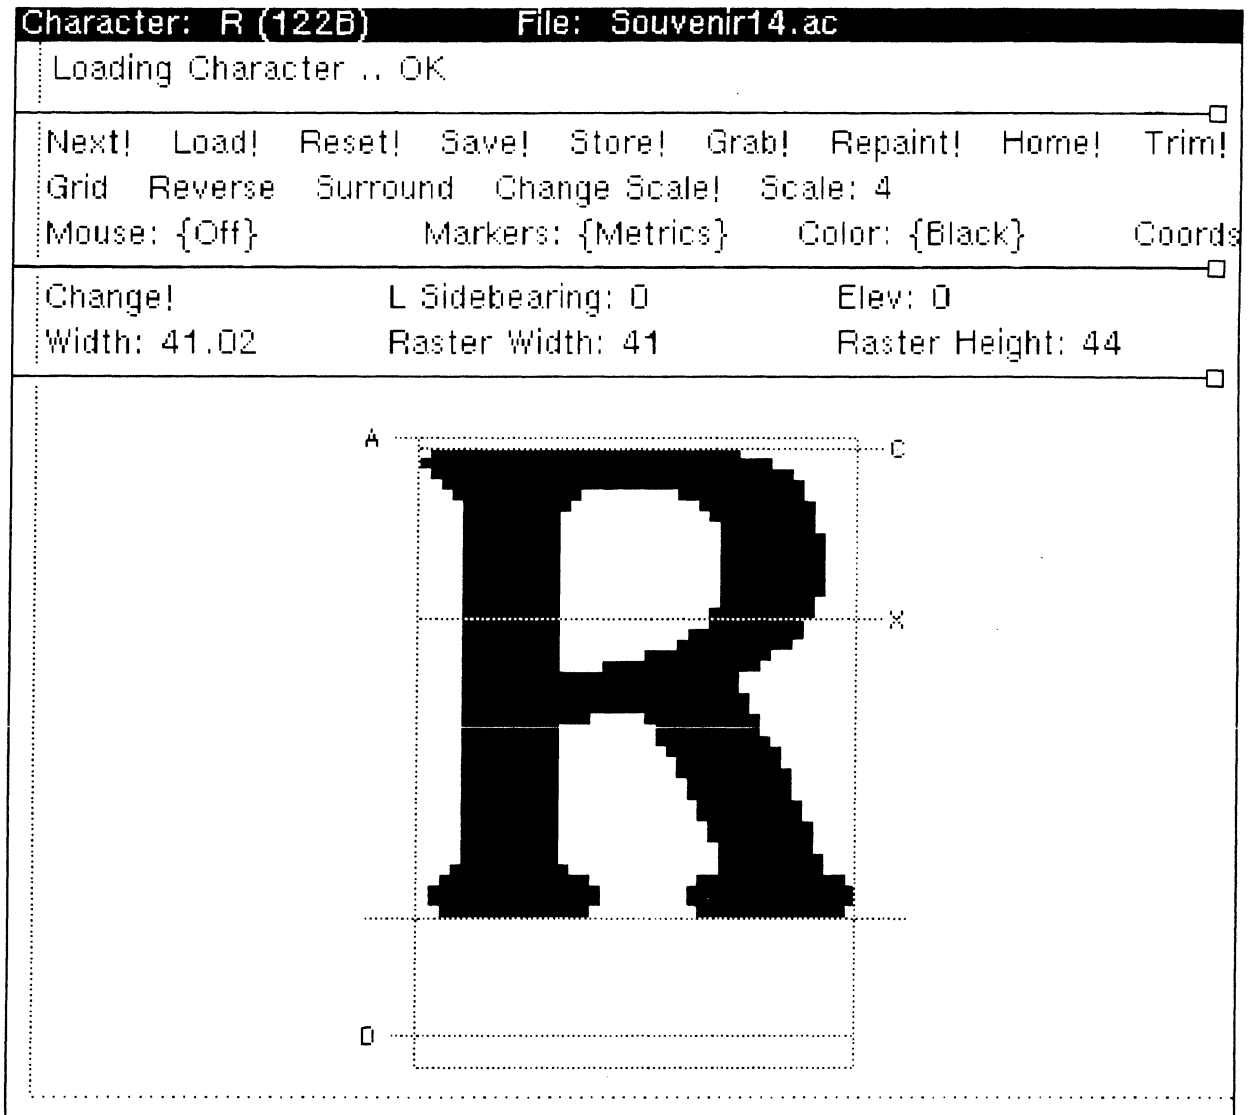 Character: R (122B) File: Souvenir14.ac
Loading Character .. OK
Next! Load! Reset! Save! Store! Grab! Repaint! Home! Trim!
Grid Reverse Surround Change Scale! Scale: 4
Mouse: {Off} Markers: {Metrics} Color: {Black} Coords
Change! L Sidebearing: 0 Elev: 0
Width: 41.02 Raster Width: 41 Raster Height: 44
A C
R
X
D